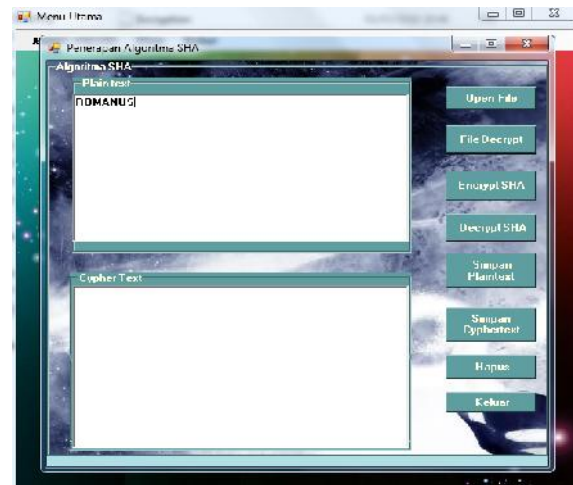 Menu Utama
Penerapan Algoritma SHA
Algoritma SHA
Plaintext
ROMANUS
Open File
File Decrypt
Encrypt SHA
Decrypt SHA
Simpan
Plaintext
Cypher Text
Simpan
Cyphertext
Hapus
Keluar